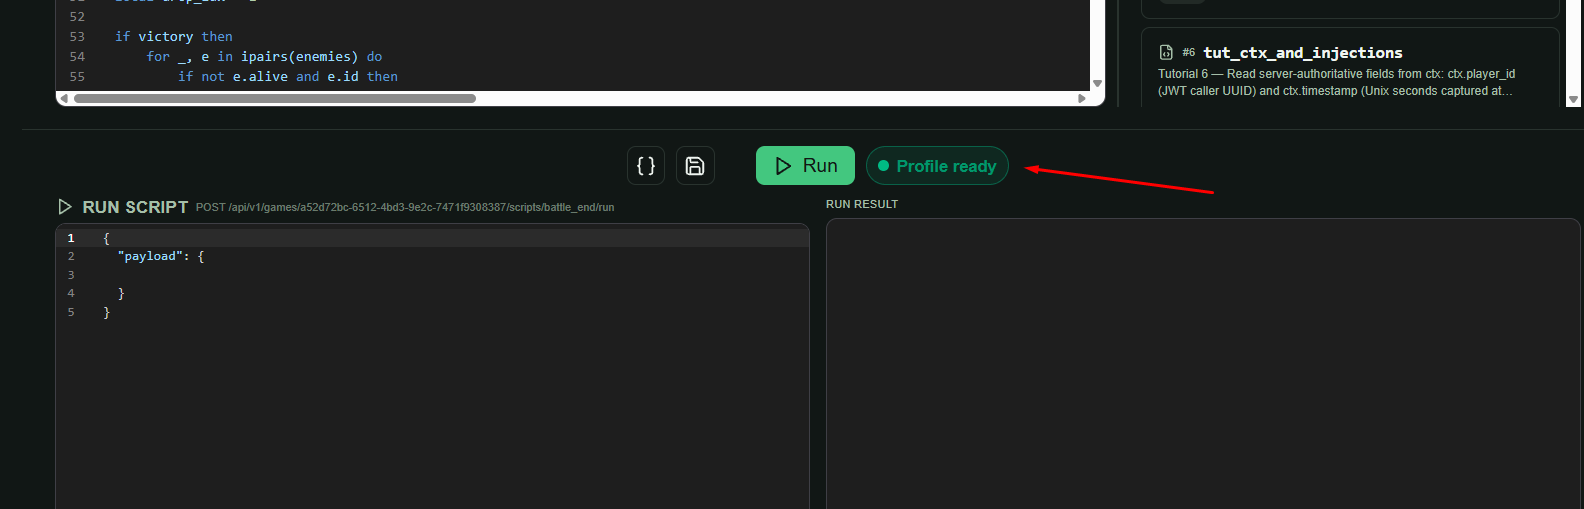 52
53 if victory then
54 for _, e in ipairs(enemies) do
55 if not e.alive and e.id then
#6 tut_ctx_and_injections
Tutorial 6 — Read server-authoritative fields from ctx: ctx.player_id
(JWT caller UUID) and ctx.timestamp (Unix seconds captured at…
{ } Run Profile ready
RUN SCRIPT POST /api/v1/games/a52d72bc-6512-4bd3-9e2c-7471f9308387/scripts/battle_end/run
RUN RESULT
1 {
2 "payload": {
3
4 }
5 }